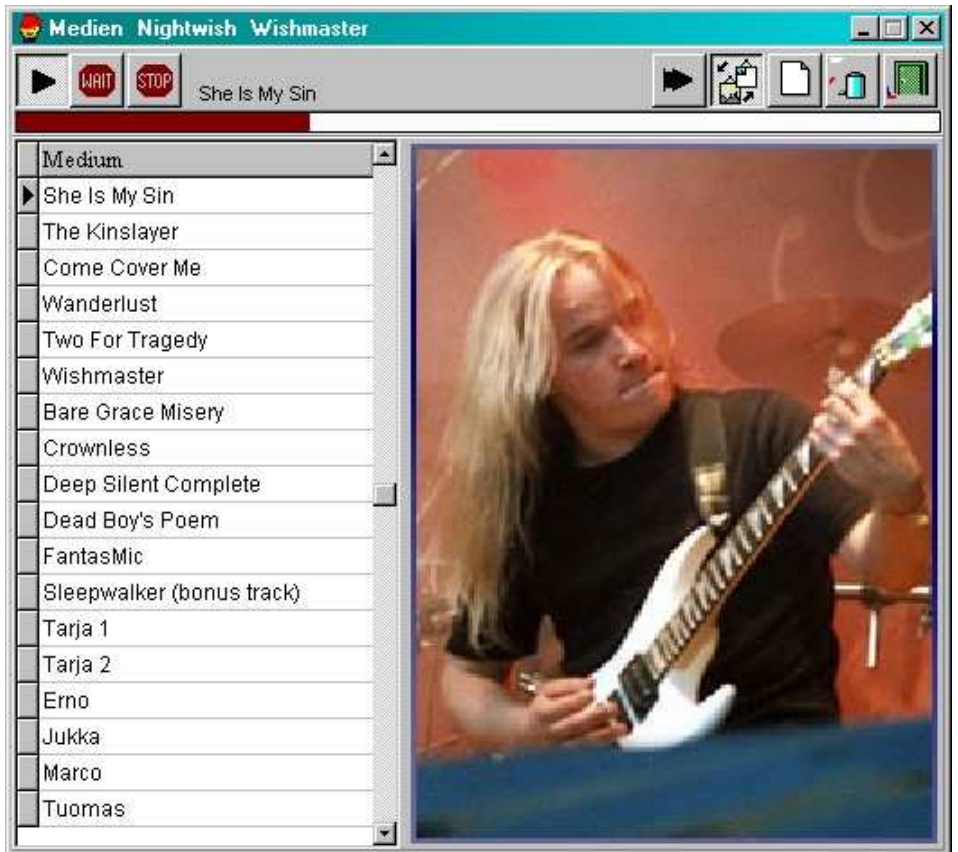 Medien Nightwish Wishmaster
WAIT STOP She Is My Sin
Medium
She Is My Sin
The Kinslayer
Come Cover Me
Wanderlust
Two For Tragedy
Wishmaster
Bare Grace Misery
Crownless
Deep Silent Complete
Dead Boy's Poem
FantasMic
Sleepwalker (bonus track)
Tarja 1
Tarja 2
Erno
Jukka
Marco
Tuomas